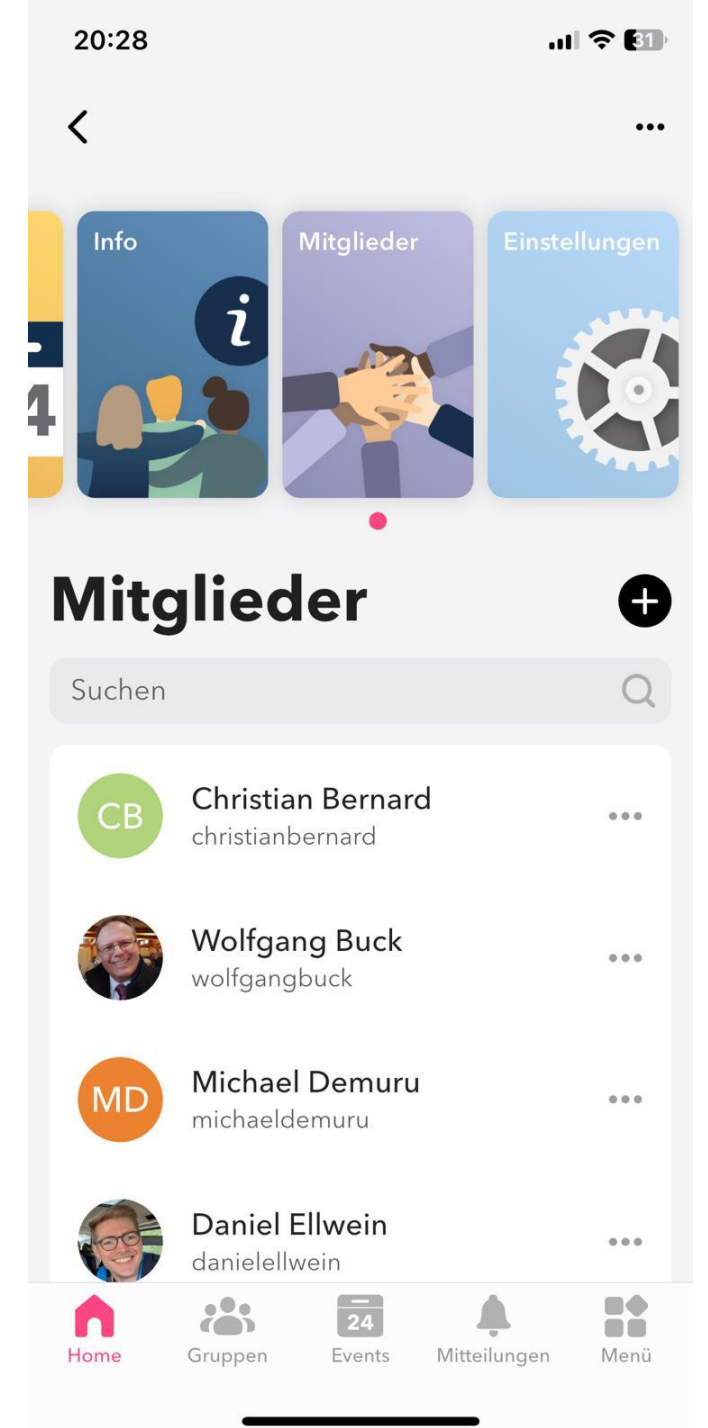 20:28
31
Info
Mitglieder
Einstellungen
4
i
Mitglieder
Suchen
CB
Christian Bernard
christianbernard
Wolfgang Buck
wolfgangbuck
MD
Michael Demuru
michaeldemuru
Daniel Ellwein
danielellwein
24
Home
Gruppen
Events
Mitteilungen
Menü